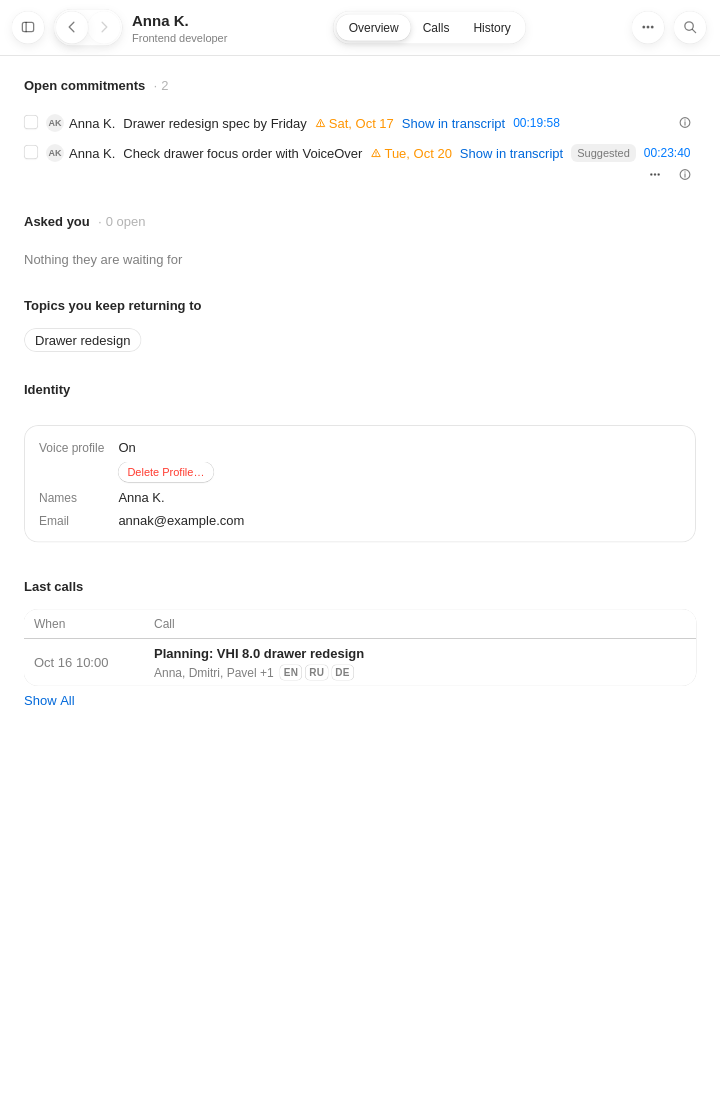 Anna K.
Frontend developer
Overview Calls History
Open commitments · 2
AK Anna K. Drawer redesign spec by Friday Sat, Oct 17 Show in transcript 00:19:58
AK Anna K. Check drawer focus order with VoiceOver Tue, Oct 20 Show in transcript Suggested 00:23:40
Asked you · 0 open
Nothing they are waiting for
Topics you keep returning to
Drawer redesign
Identity
Voice profile On
Delete Profile…
Names Anna K.
Email annak@example.com
Last calls
When Call
Oct 16 10:00 Planning: VHI 8.0 drawer redesign
Anna, Dmitri, Pavel +1 EN RU DE
Show All